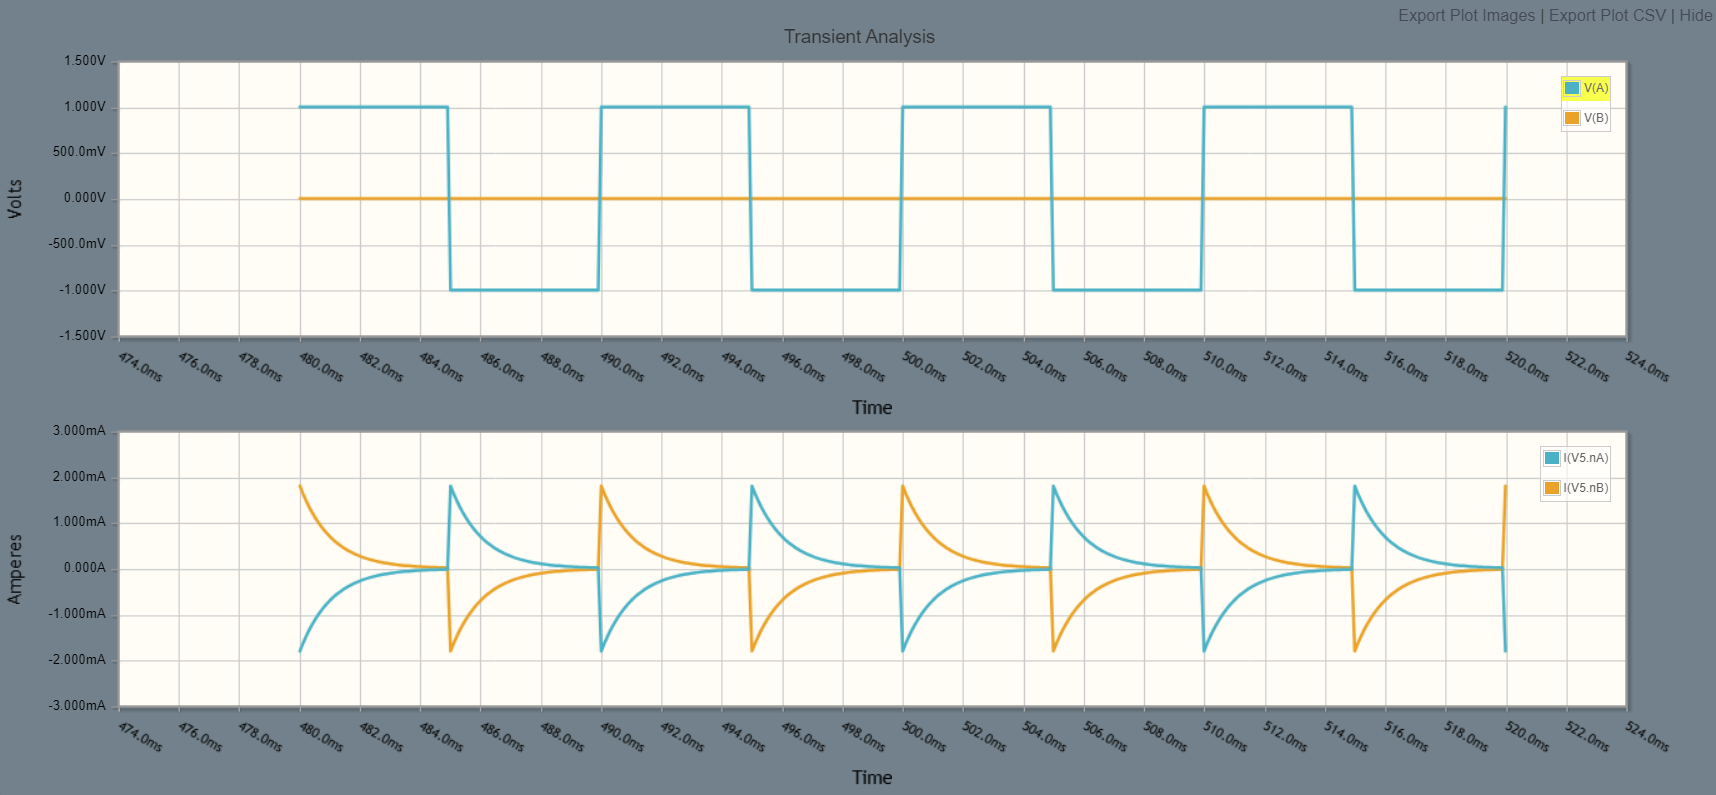 Export Plot Images | Export Plot CSV | Hide
Transient Analysis
1.500V
1.000V
500.0mV
0.000V
-500.0mV
-1.000V
-1.500V
Volts
V(A)
V(B)
474.0ms 476.0ms 478.0ms 480.0ms 482.0ms 484.0ms 486.0ms 488.0ms 490.0ms 492.0ms 494.0ms 496.0ms 498.0ms 500.0ms 502.0ms 504.0ms 506.0ms 508.0ms 510.0ms 512.0ms 514.0ms 516.0ms 518.0ms 520.0ms 522.0ms 524.0ms
Time
3.000mA
2.000mA
1.000mA
0.000A
-1.000mA
-2.000mA
-3.000mA
Amperes
I(V5.nA)
I(V5.nB)
474.0ms 476.0ms 478.0ms 480.0ms 482.0ms 484.0ms 486.0ms 488.0ms 490.0ms 492.0ms 494.0ms 496.0ms 498.0ms 500.0ms 502.0ms 504.0ms 506.0ms 508.0ms 510.0ms 512.0ms 514.0ms 516.0ms 518.0ms 520.0ms 522.0ms 524.0ms
Time